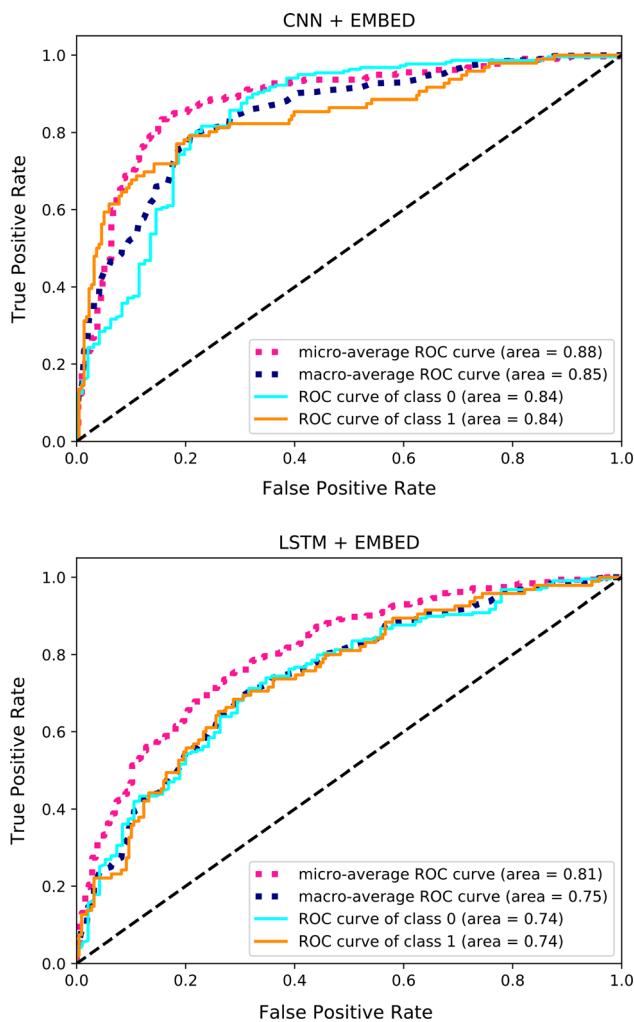 CNN + EMBED
1.0
0.8
0.6
0.4
0.2
0.0
True Positive Rate
micro-average ROC curve (area = 0.88)
macro-average ROC curve (area = 0.85)
ROC curve of class 0 (area = 0.84)
ROC curve of class 1 (area = 0.84)
0.0 0.2 0.4 0.6 0.8 1.0
False Positive Rate
LSTM + EMBED
1.0
0.8
0.6
0.4
0.2
0.0
True Positive Rate
micro-average ROC curve (area = 0.81)
macro-average ROC curve (area = 0.75)
ROC curve of class 0 (area = 0.74)
ROC curve of class 1 (area = 0.74)
0.0 0.2 0.4 0.6 0.8 1.0
False Positive Rate